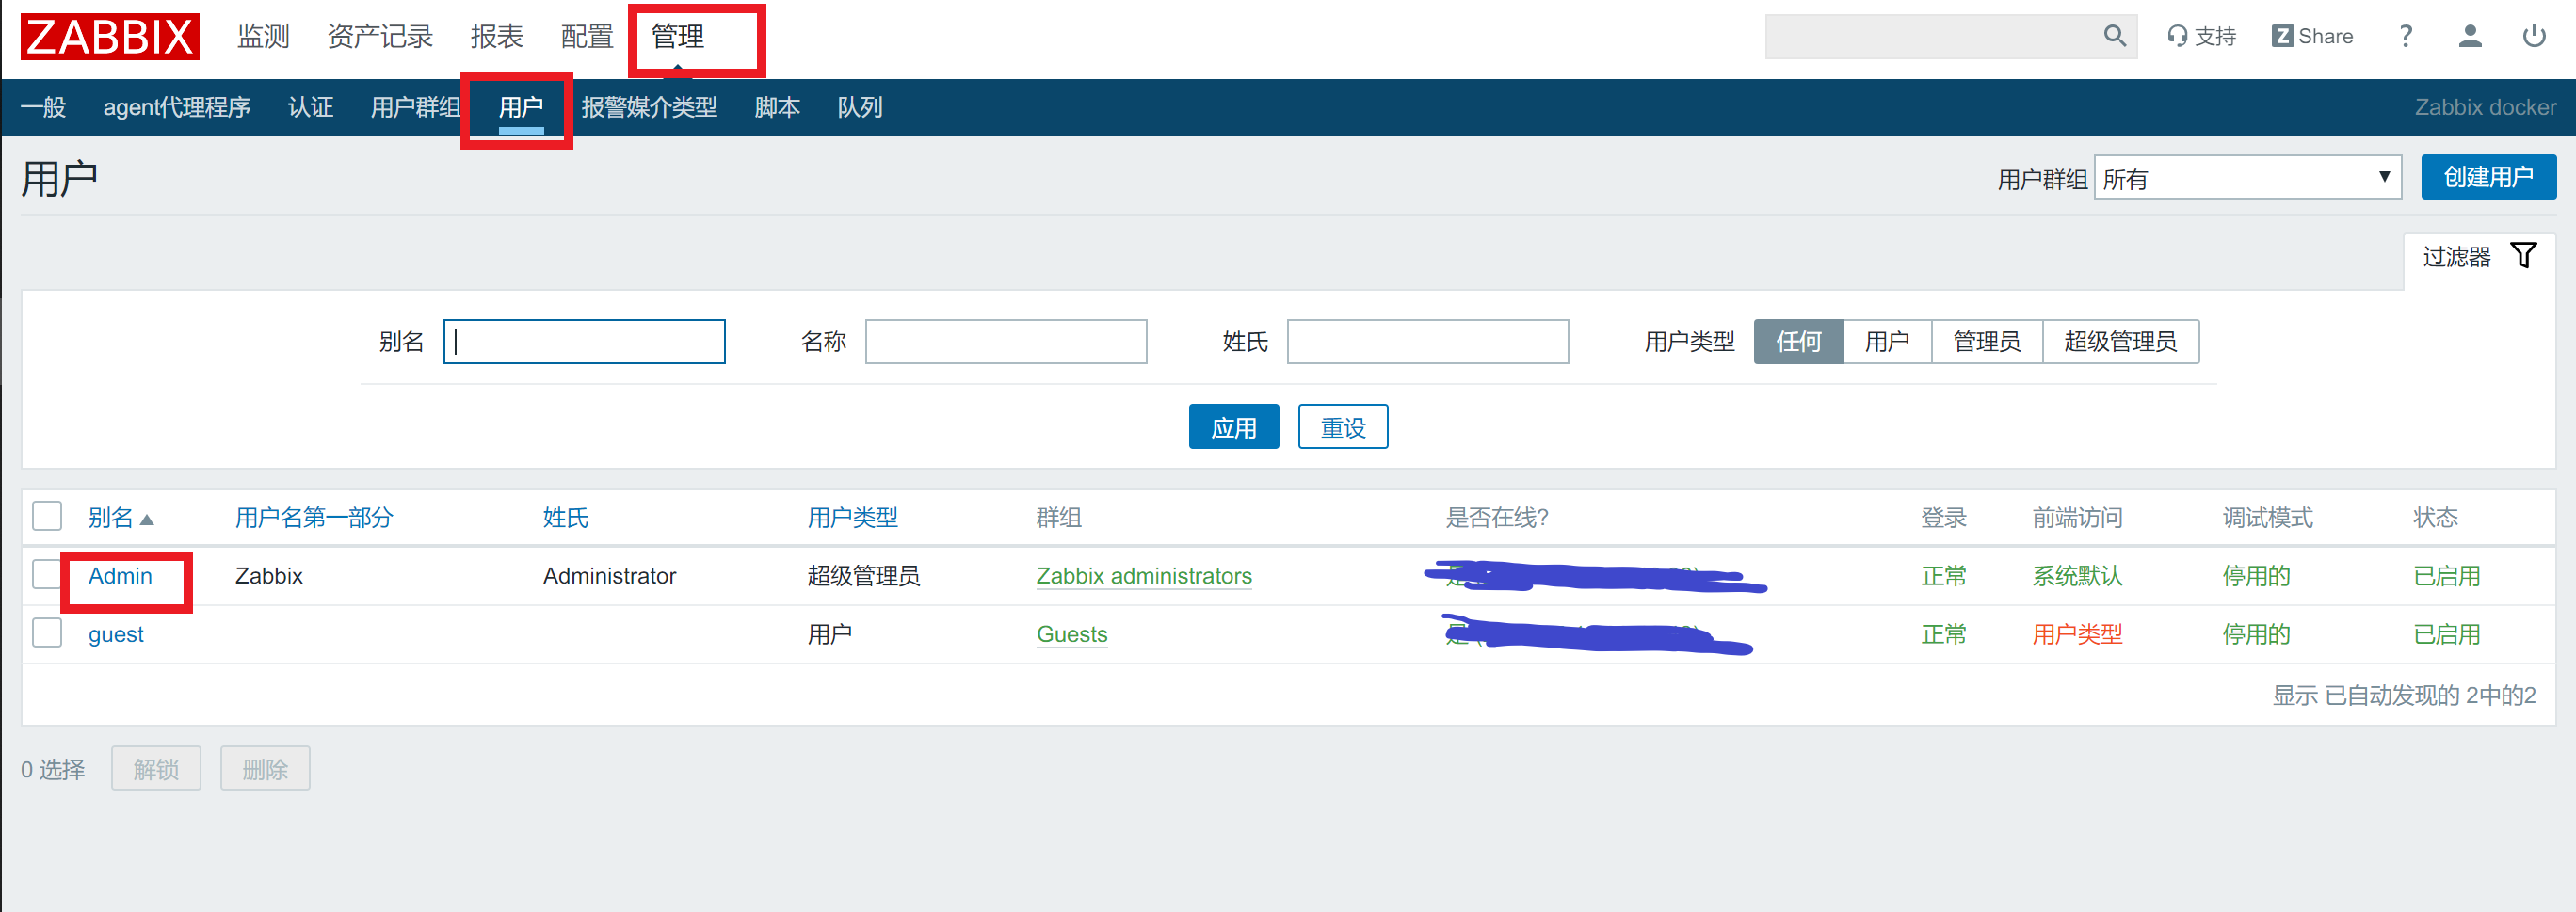 ZABBIX 监测 资产记录 报表 配置 管理 支持 Z Share ?
一般 agent代理程序 认证 用户群组 用户 报警媒介类型 脚本 队列 Zabbix docker
用户 用户群组 所有 创建用户
过滤器
别名 名称 姓氏 用户类型 任何 用户 管理员 超级管理员
应用 重设
别名 用户名第一部分 姓氏 用户类型 群组 是否在线? 登录 前端访问 调试模式 状态
Admin Zabbix Administrator 超级管理员 Zabbix administrators 正常 系统默认 停用的 已启用
guest 用户 Guests 正常 用户类型 停用的 已启用
显示 已自动发现的 2中的2
0 选择 解锁 删除